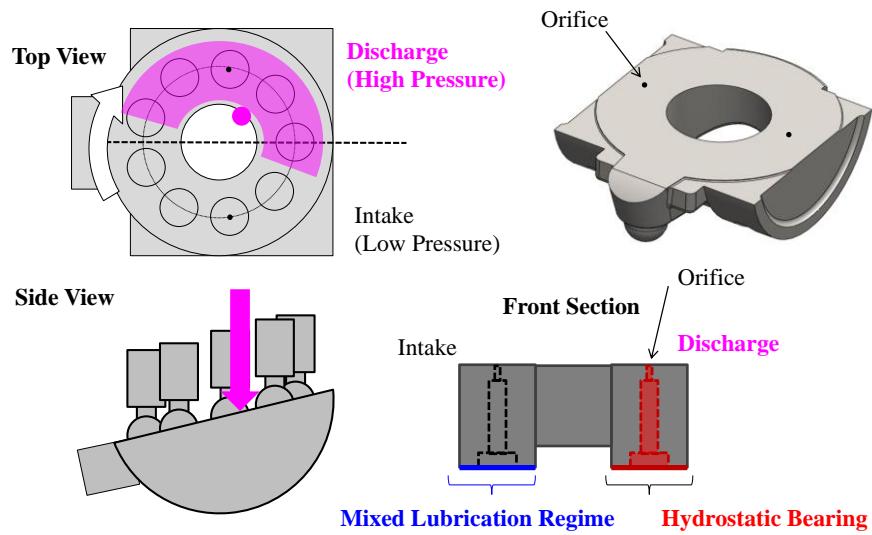 Top View
Discharge
(High Pressure)
Intake
(Low Pressure)
Orifice
Side View
Front Section
Orifice
Intake
Discharge
Mixed Lubrication Regime
Hydrostatic Bearing